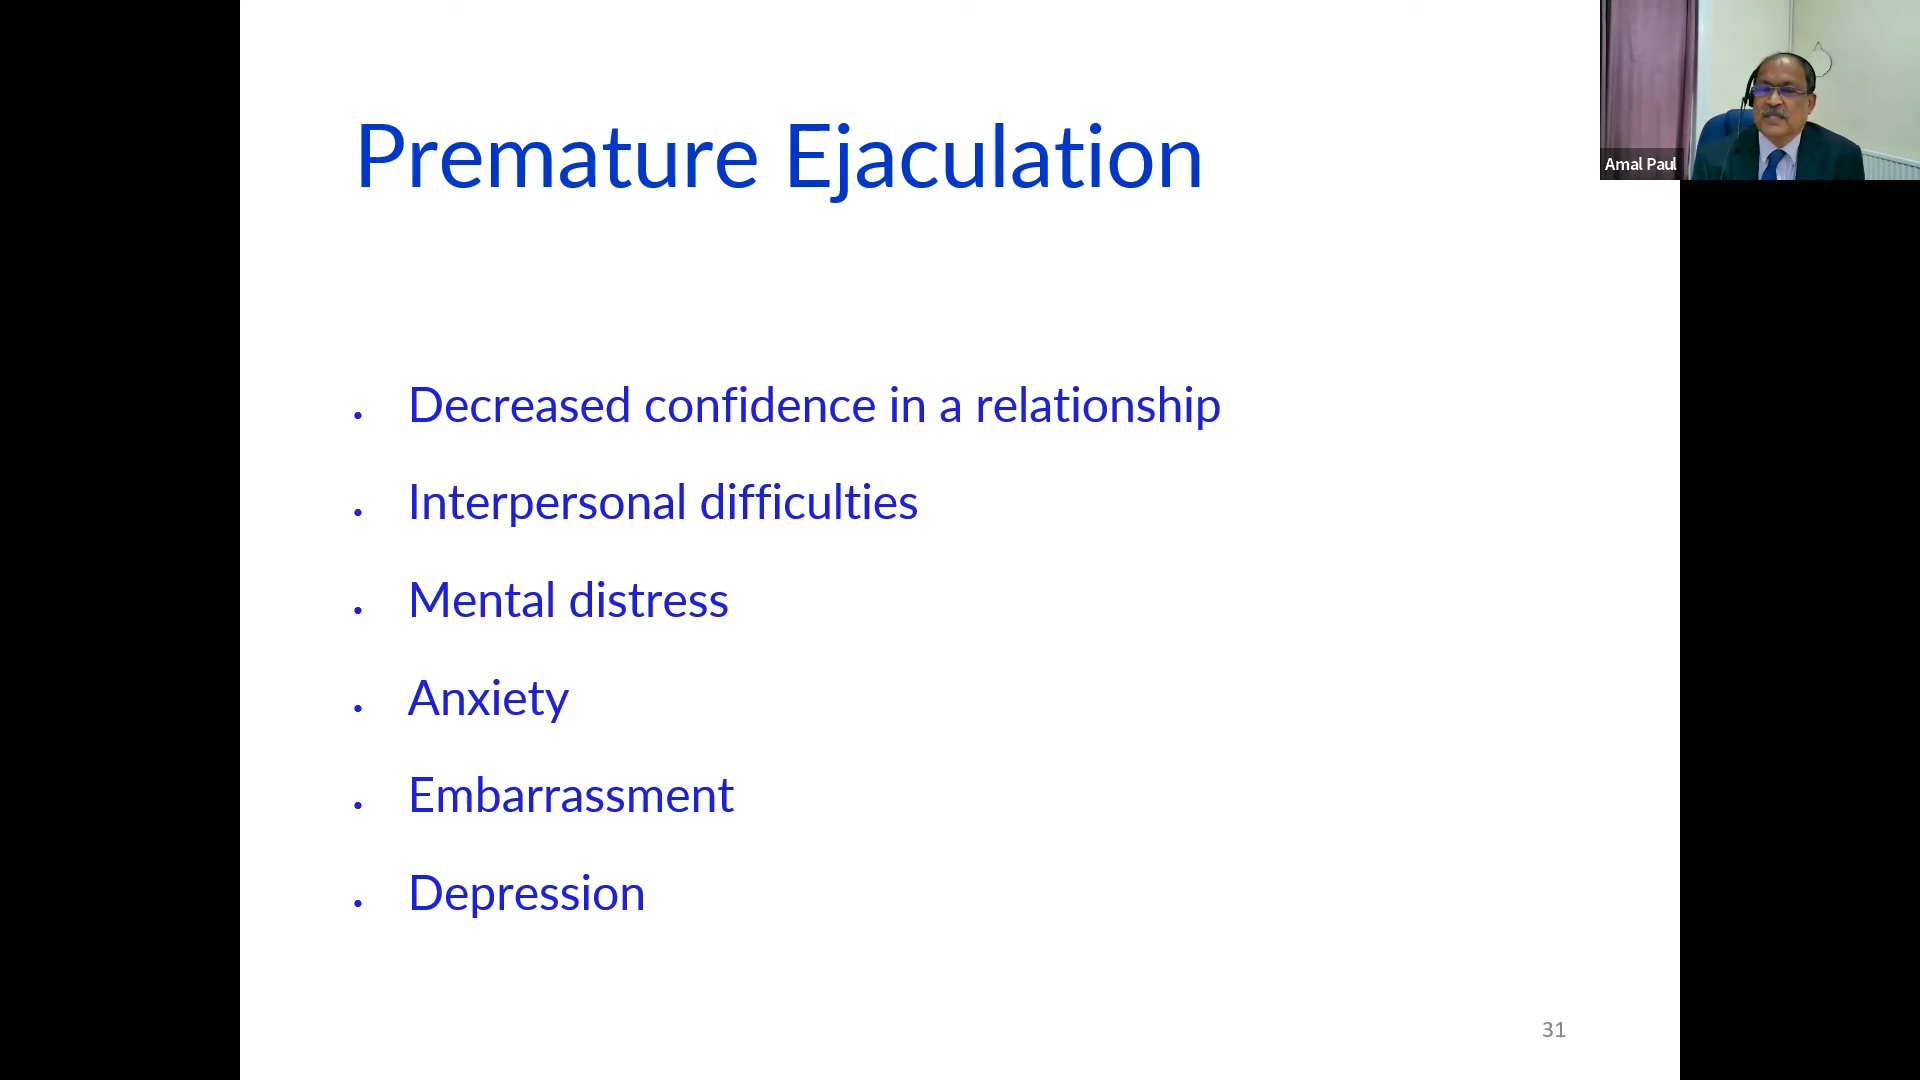 Premature Ejaculation
Amal Paul
• Decreased confidence in a relationship
• Interpersonal difficulties
• Mental distress
• Anxiety
• Embarrassment
• Depression
31